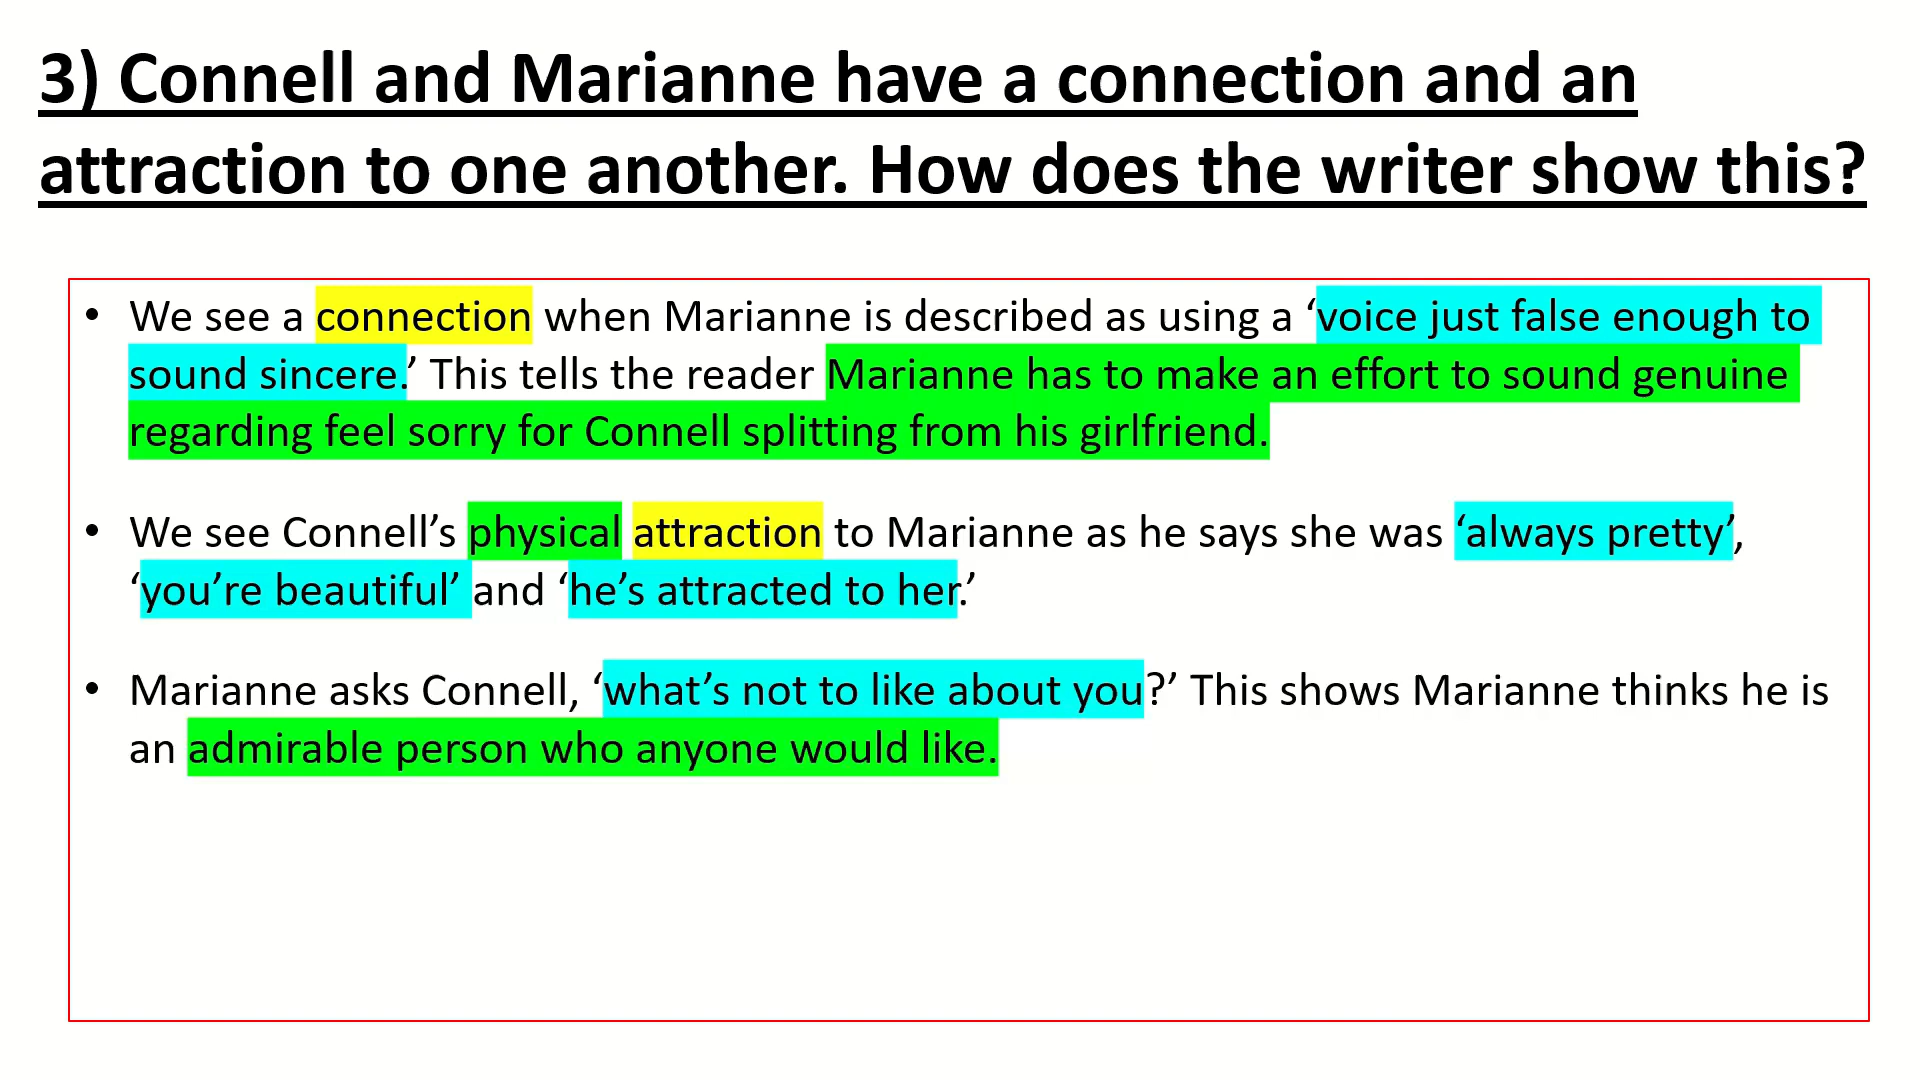 3) Connell and Marianne have a connection and an
attraction to one another. How does the writer show this?
• We see a connection when Marianne is described as using a ‘voice just false enough to
sound sincere.’ This tells the reader Marianne has to make an effort to sound genuine
regarding feel sorry for Connell splitting from his girlfriend.
• We see Connell’s physical attraction to Marianne as he says she was ‘always pretty’,
‘you’re beautiful’ and ‘he’s attracted to her.’
• Marianne asks Connell, ‘what’s not to like about you?’ This shows Marianne thinks he is
an admirable person who anyone would like.